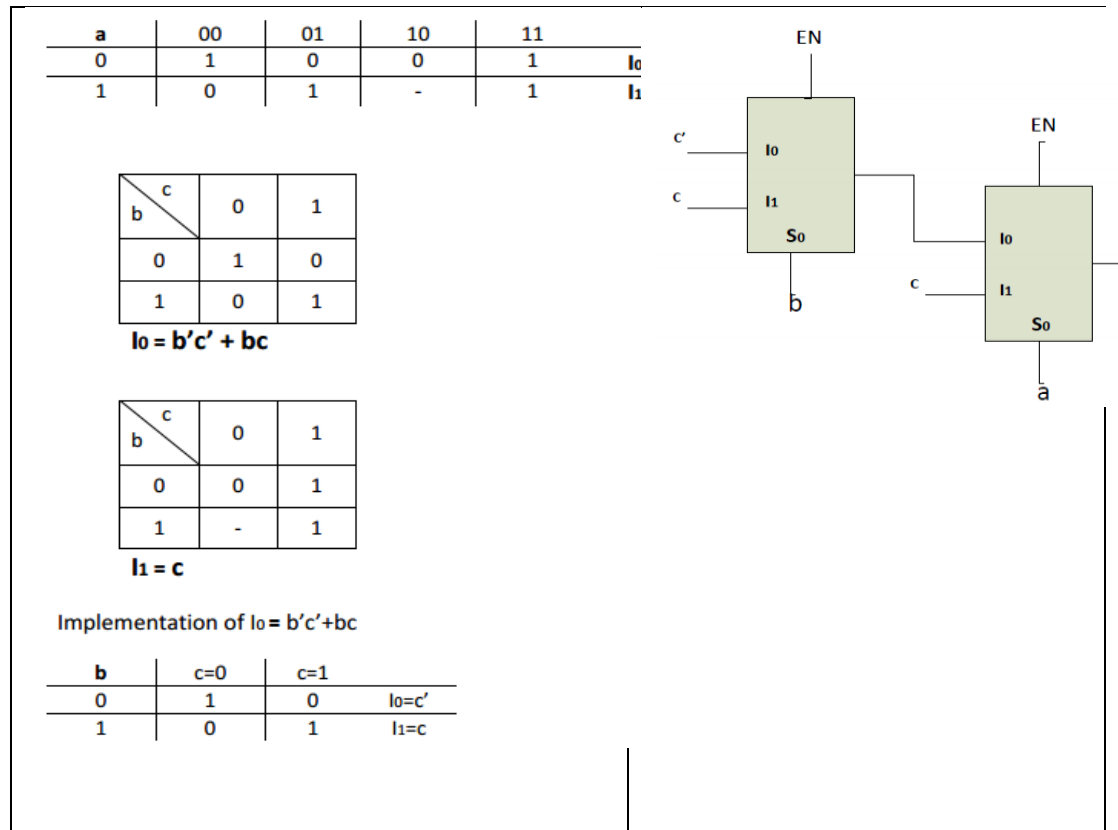 a 00 01 10 11
0 1 0 0 1 I0
1 0 1 - 1 I1
c
b 0 1
0 1 0
1 0 1
I0 = b'c' + bc
c
b 0 1
0 0 1
1 - 1
I1 = c
Implementation of I0 = b'c'+bc
b c=0 c=1
0 1 0 I0=c'
1 0 1 I1=c
EN
c' I0
c I1
S0
b
EN
I0
c I1
S0
a